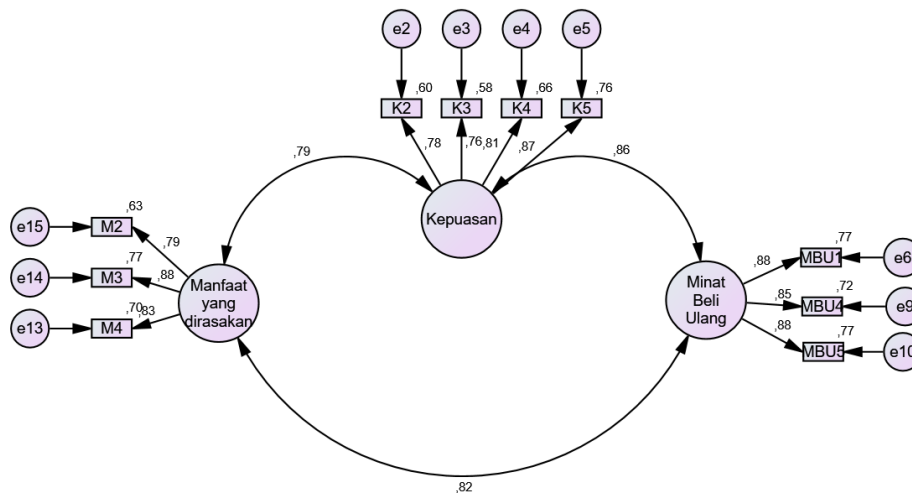 e2 e3 e4 e5
,60 ,58 ,66 ,76
K2 K3 K4 K5
,78 ,76 ,81 ,87
,79
,86
Kepuasan
e15 M2 ,63
,79
e14 M3 ,77
,88
e13 M4 ,70
,83
Manfaat
yang
dirasakan
Minat
Beli
Ulang
,88 MBU1 ,77 e6
,85 MBU4 ,72 e9
,88 MBU5 ,77 e10
,82